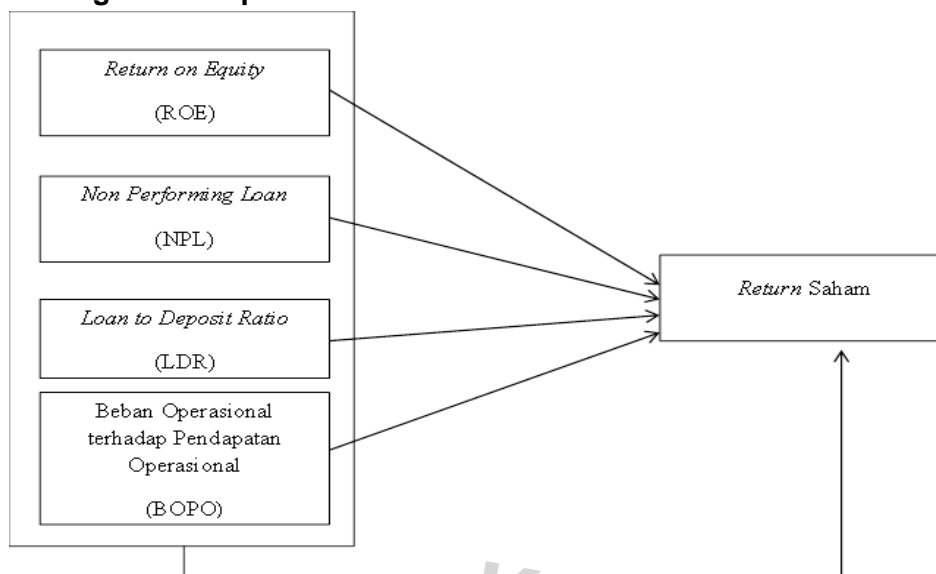 Return on Equity
(ROE)
Non Performing Loan
(NPL)
Loan to Deposit Ratio
(LDR)
Beban Operasional
terhadap Pendapatan
Operasional
(BOPO)
Return Saham